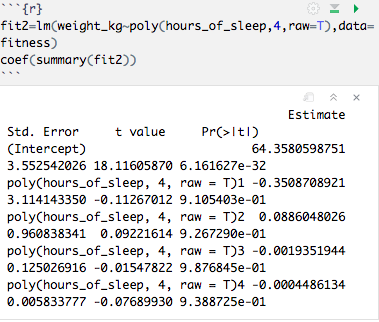 ```{r}
fit2=lm(weight_kg~poly(hours_of_sleep,4,raw=T),data=
fitness)
coef(summary(fit2))
```
Estimate
Std. Error t value Pr(>|t|)
(Intercept) 64.3580598751
3.552542026 18.11605870 6.161627e-32
poly(hours_of_sleep, 4, raw = T)1 -0.3508708921
3.114143350 -0.11267012 9.105403e-01
poly(hours_of_sleep, 4, raw = T)2 0.0886048026
0.960838341 0.09221614 9.267290e-01
poly(hours_of_sleep, 4, raw = T)3 -0.0019351944
0.125026916 -0.01547822 9.876845e-01
poly(hours_of_sleep, 4, raw = T)4 -0.0004486134
0.005833777 -0.07689930 9.388725e-01